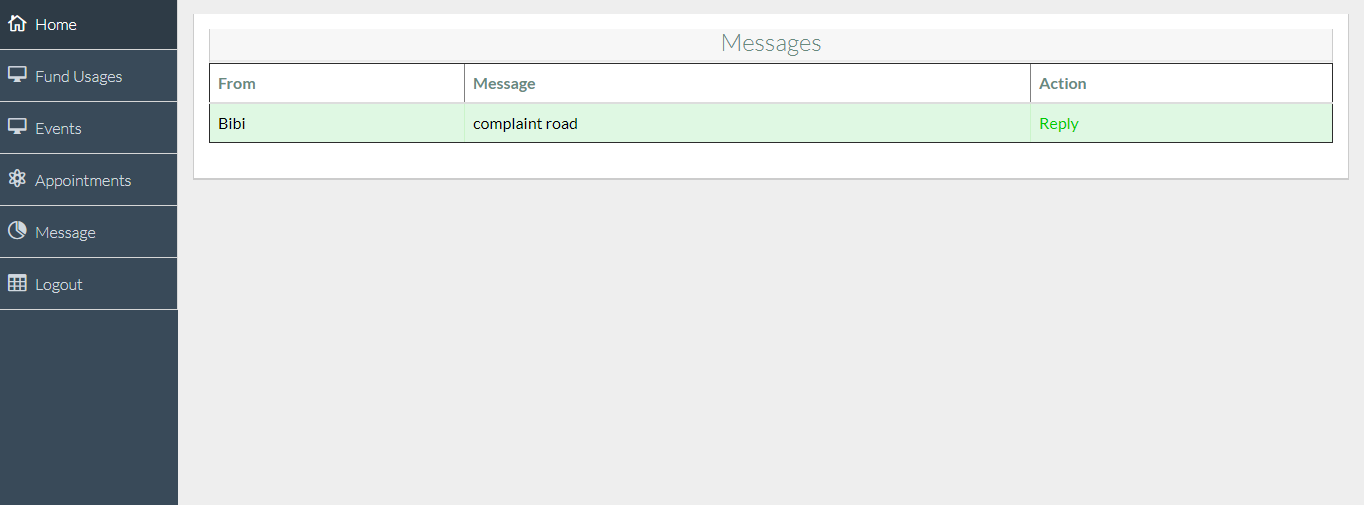 Home
Fund Usages
Events
Appointments
Message
Logout
Messages
From Message Action
Bibi complaint road Reply